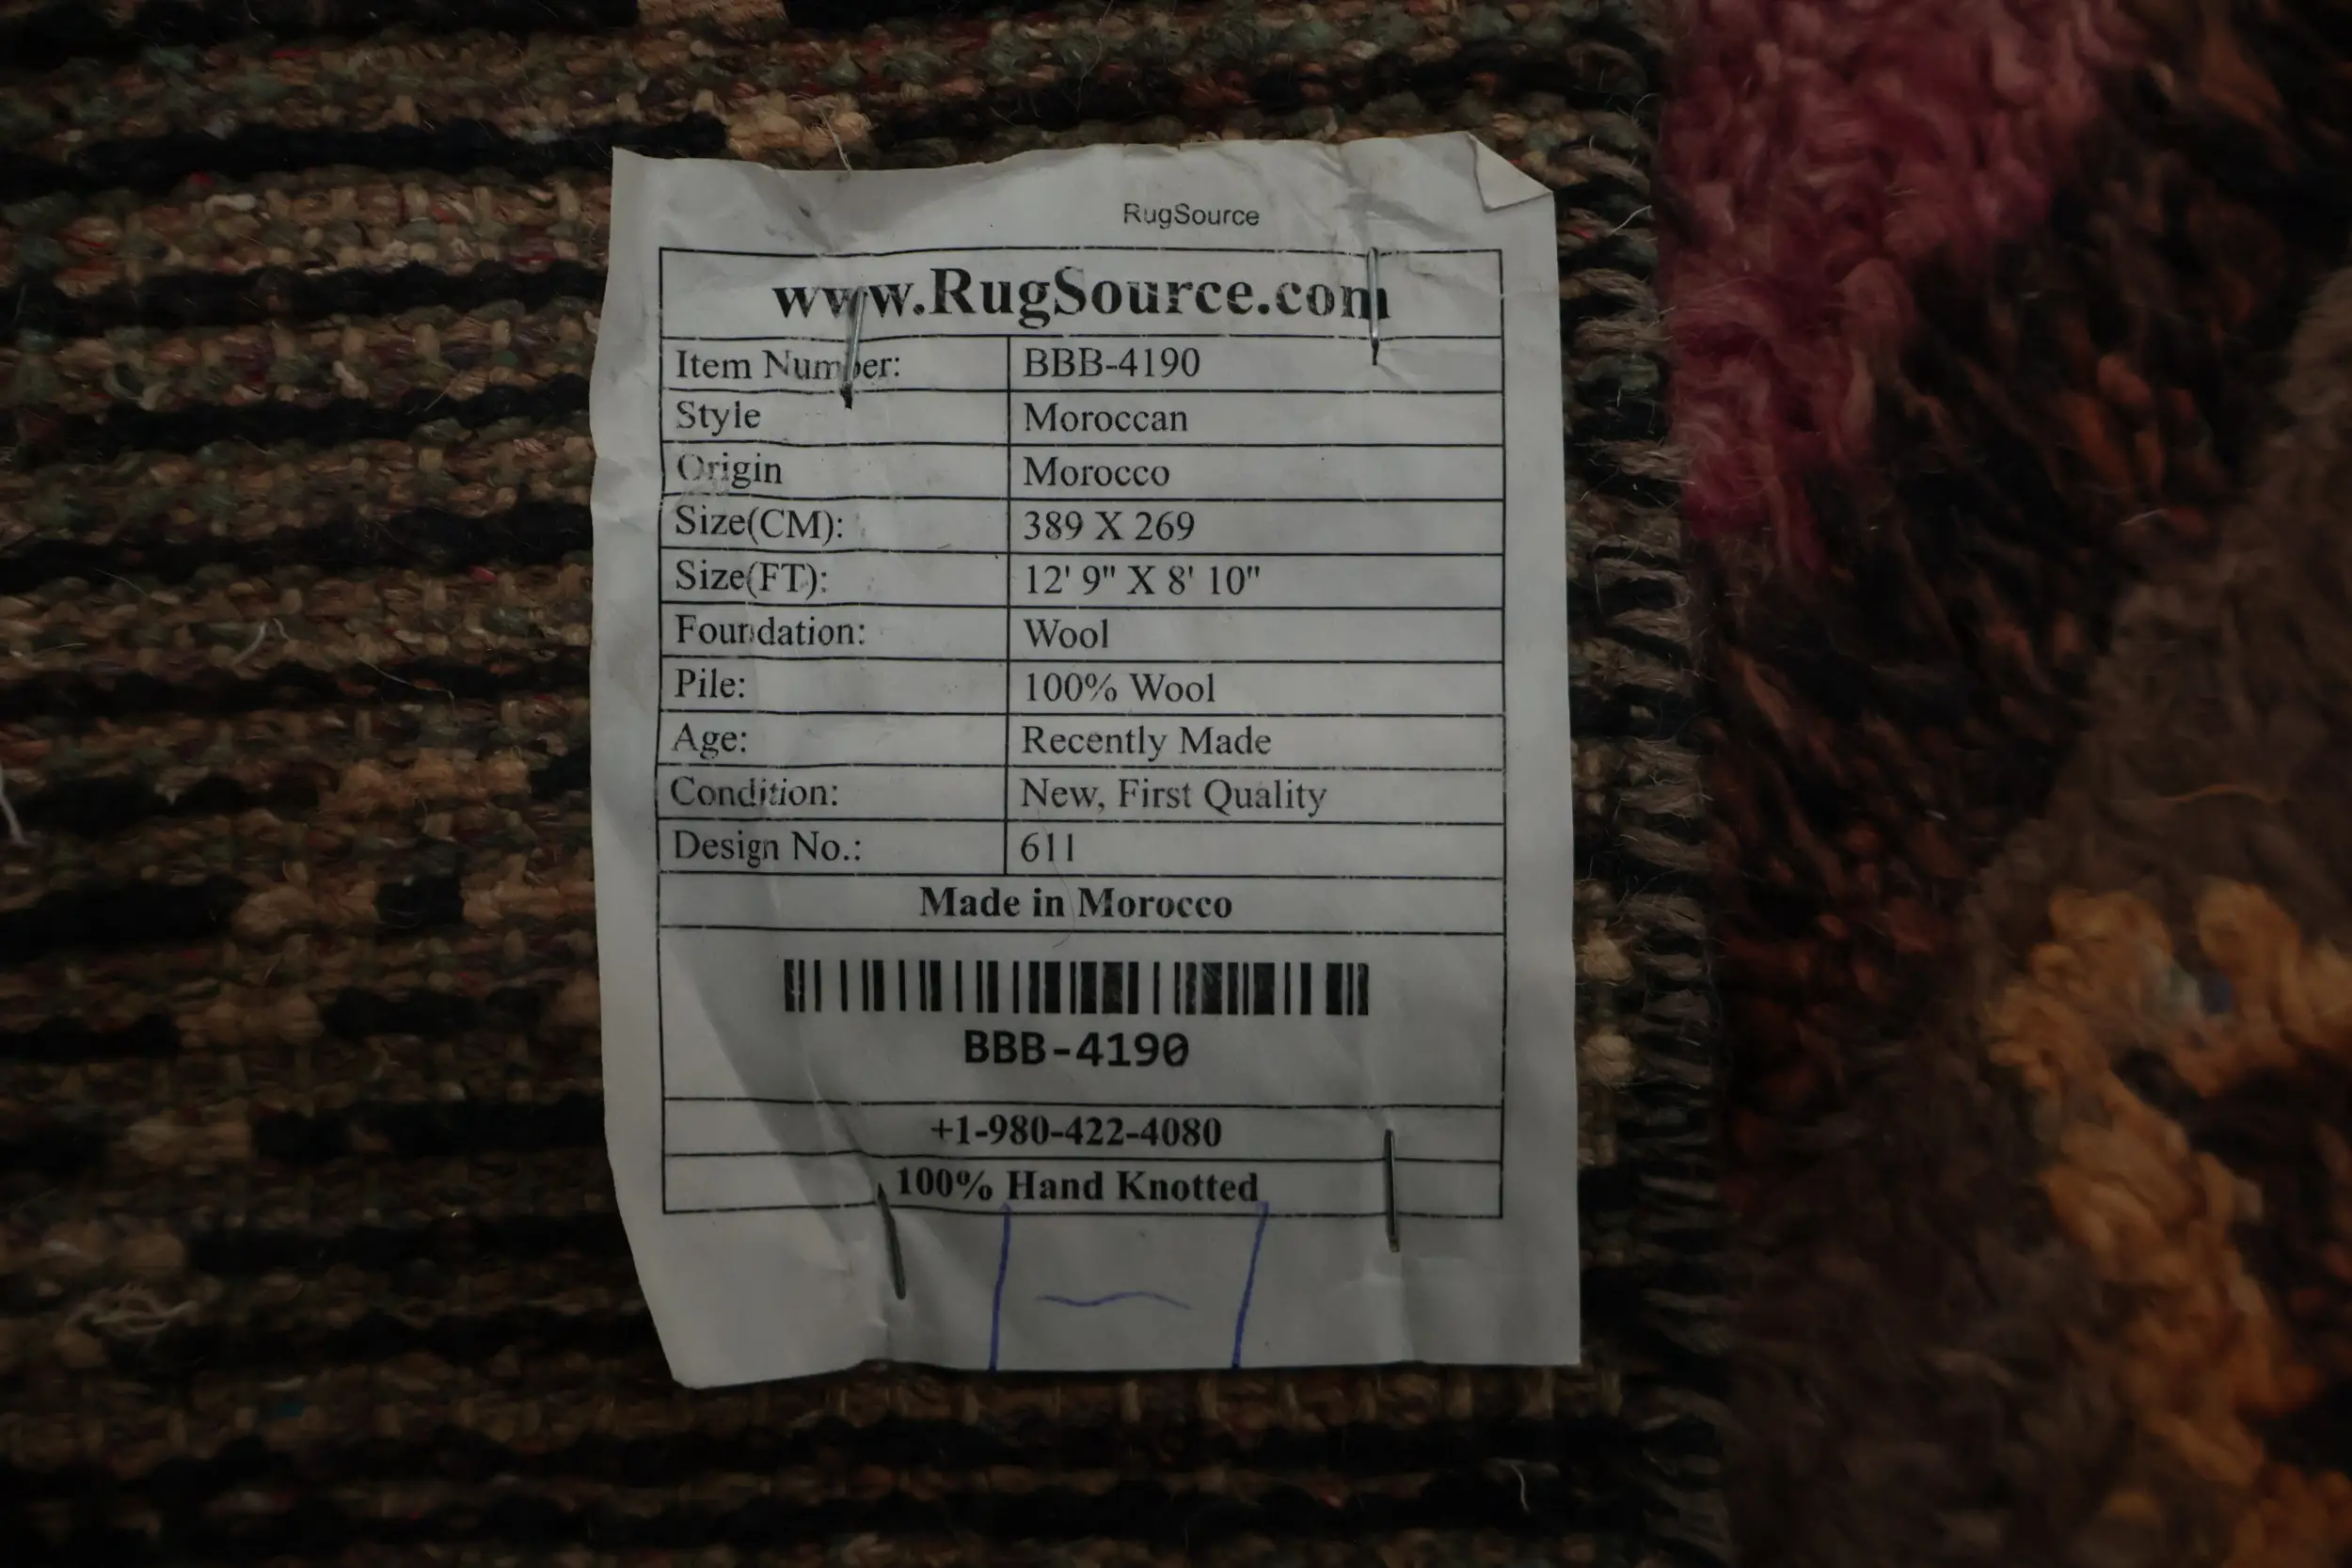 RugSource
www.RugSource.com
Item Number: BBB-4190
Style Moroccan
Origin Morocco
Size(CM): 389 X 269
Size(FT): 12' 9" X 8' 10"
Foundation: Wool
Pile: 100% Wool
Age: Recently Made
Condition: New, First Quality
Design No.: 611
Made in Morocco
BBB-4190
+1-980-422-4080
100% Hand Knotted